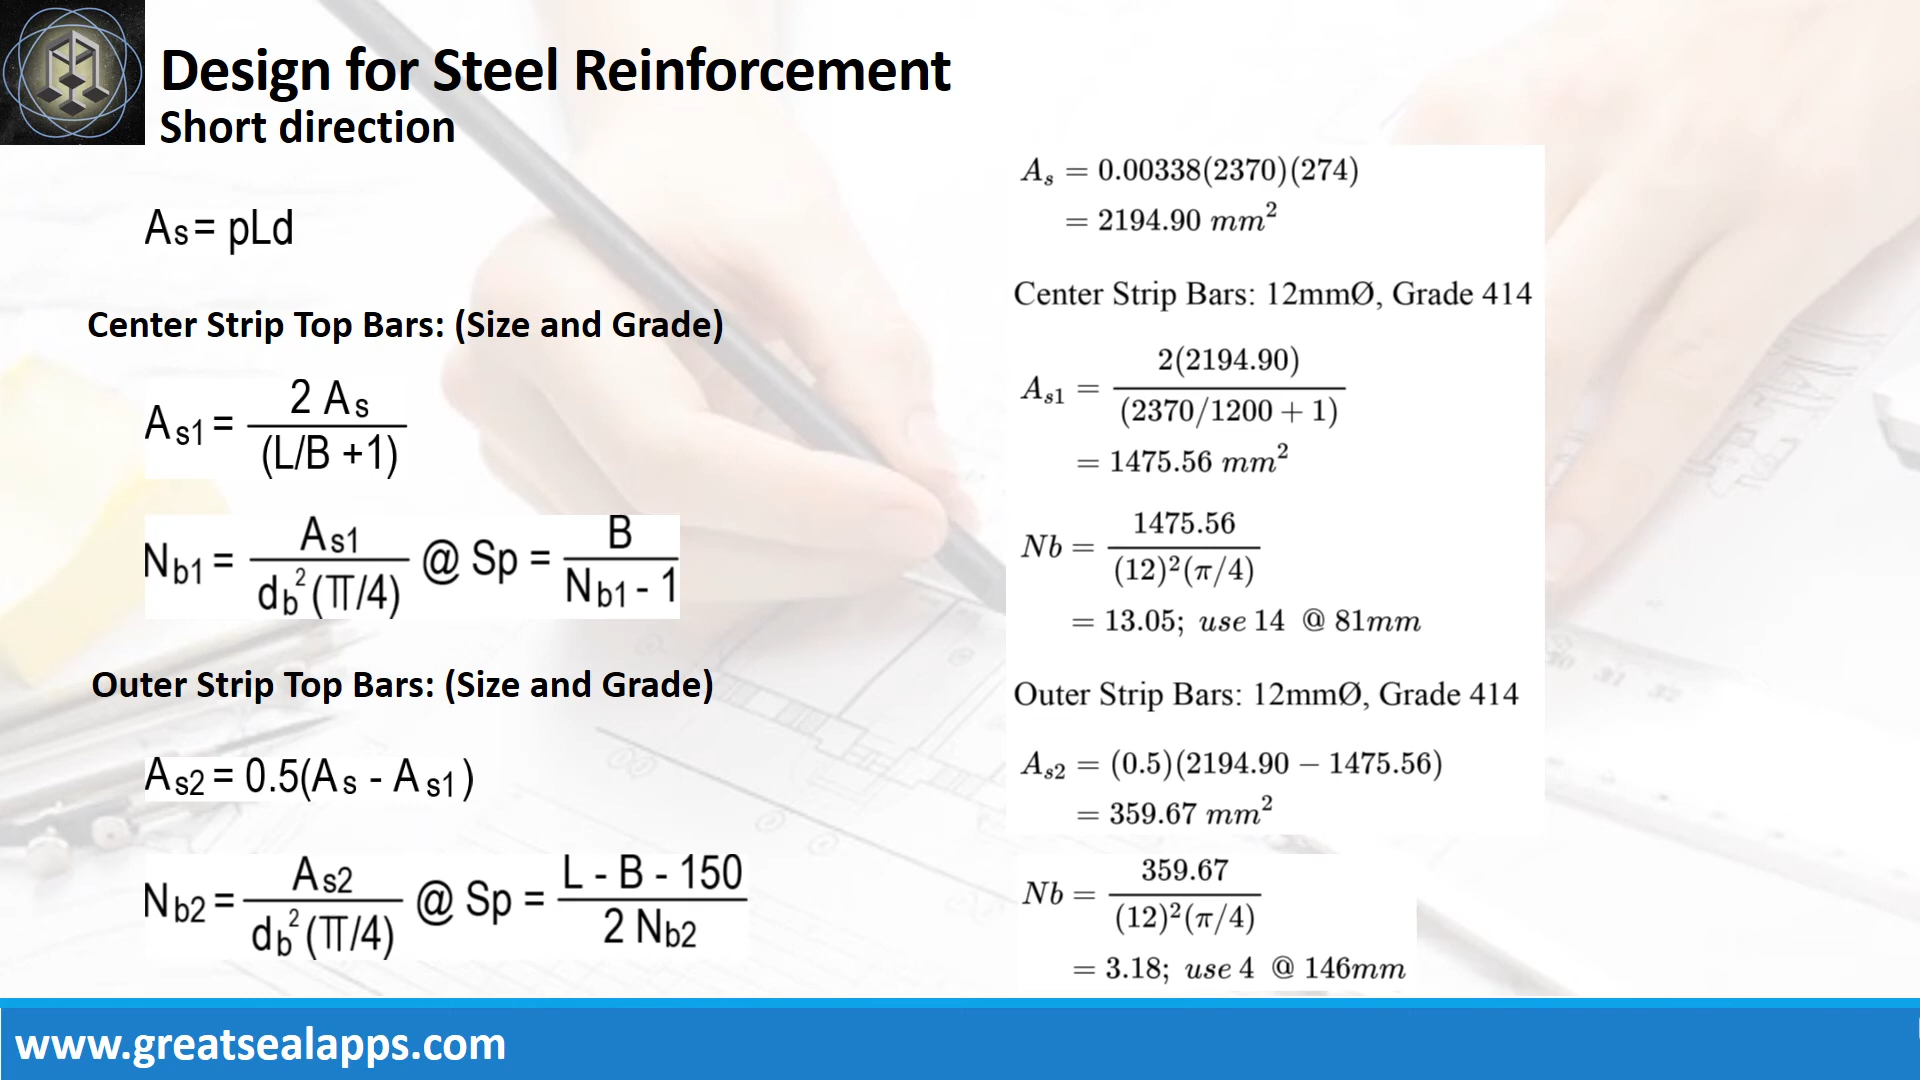 Design for Steel Reinforcement
Short direction
As = pLd
Center Strip Top Bars: (Size and Grade)
As1 = 2 As / (L/B +1)
Nb1 = As1 / db²(π/4) @ Sp = B / Nb1 - 1
Outer Strip Top Bars: (Size and Grade)
As2 = 0.5(As - As1)
Nb2 = As2 / db²(π/4) @ Sp = L - B - 150 / 2 Nb2
As = 0.00338(2370)(274)
= 2194.90 mm²
Center Strip Bars: 12mmØ, Grade 414
As1 = 2(2194.90) / (2370/1200 + 1)
= 1475.56 mm²
Nb = 1475.56 / (12)²(π/4)
= 13.05; use 14 @ 81mm
Outer Strip Bars: 12mmØ, Grade 414
As2 = (0.5)(2194.90 − 1475.56)
= 359.67 mm²
Nb = 359.67 / (12)²(π/4)
= 3.18; use 4 @ 146mm
www.greatsealapps.com